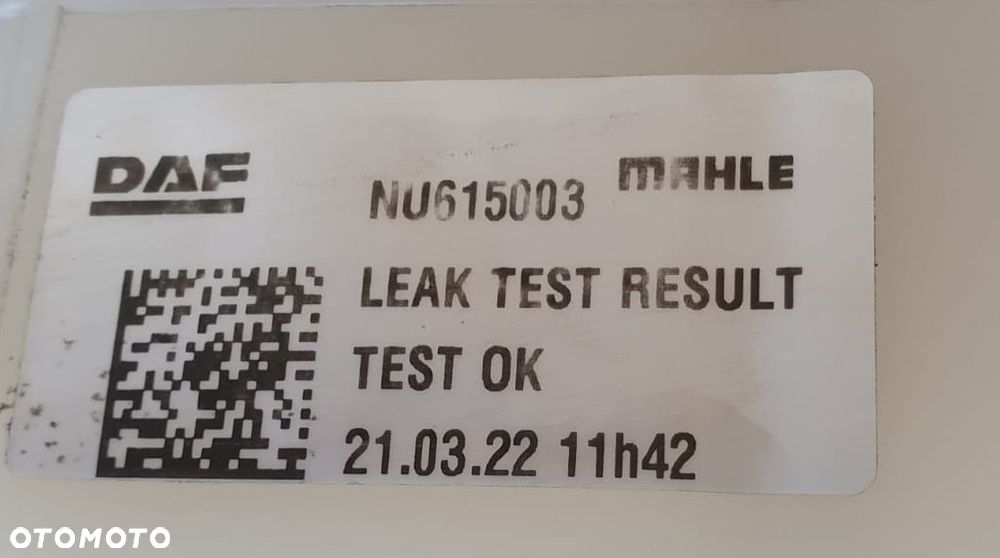 DAF
NU615003
MAHLE
LEAK TEST RESULT
TEST OK
21.03.22 11h42
OTOMOTO